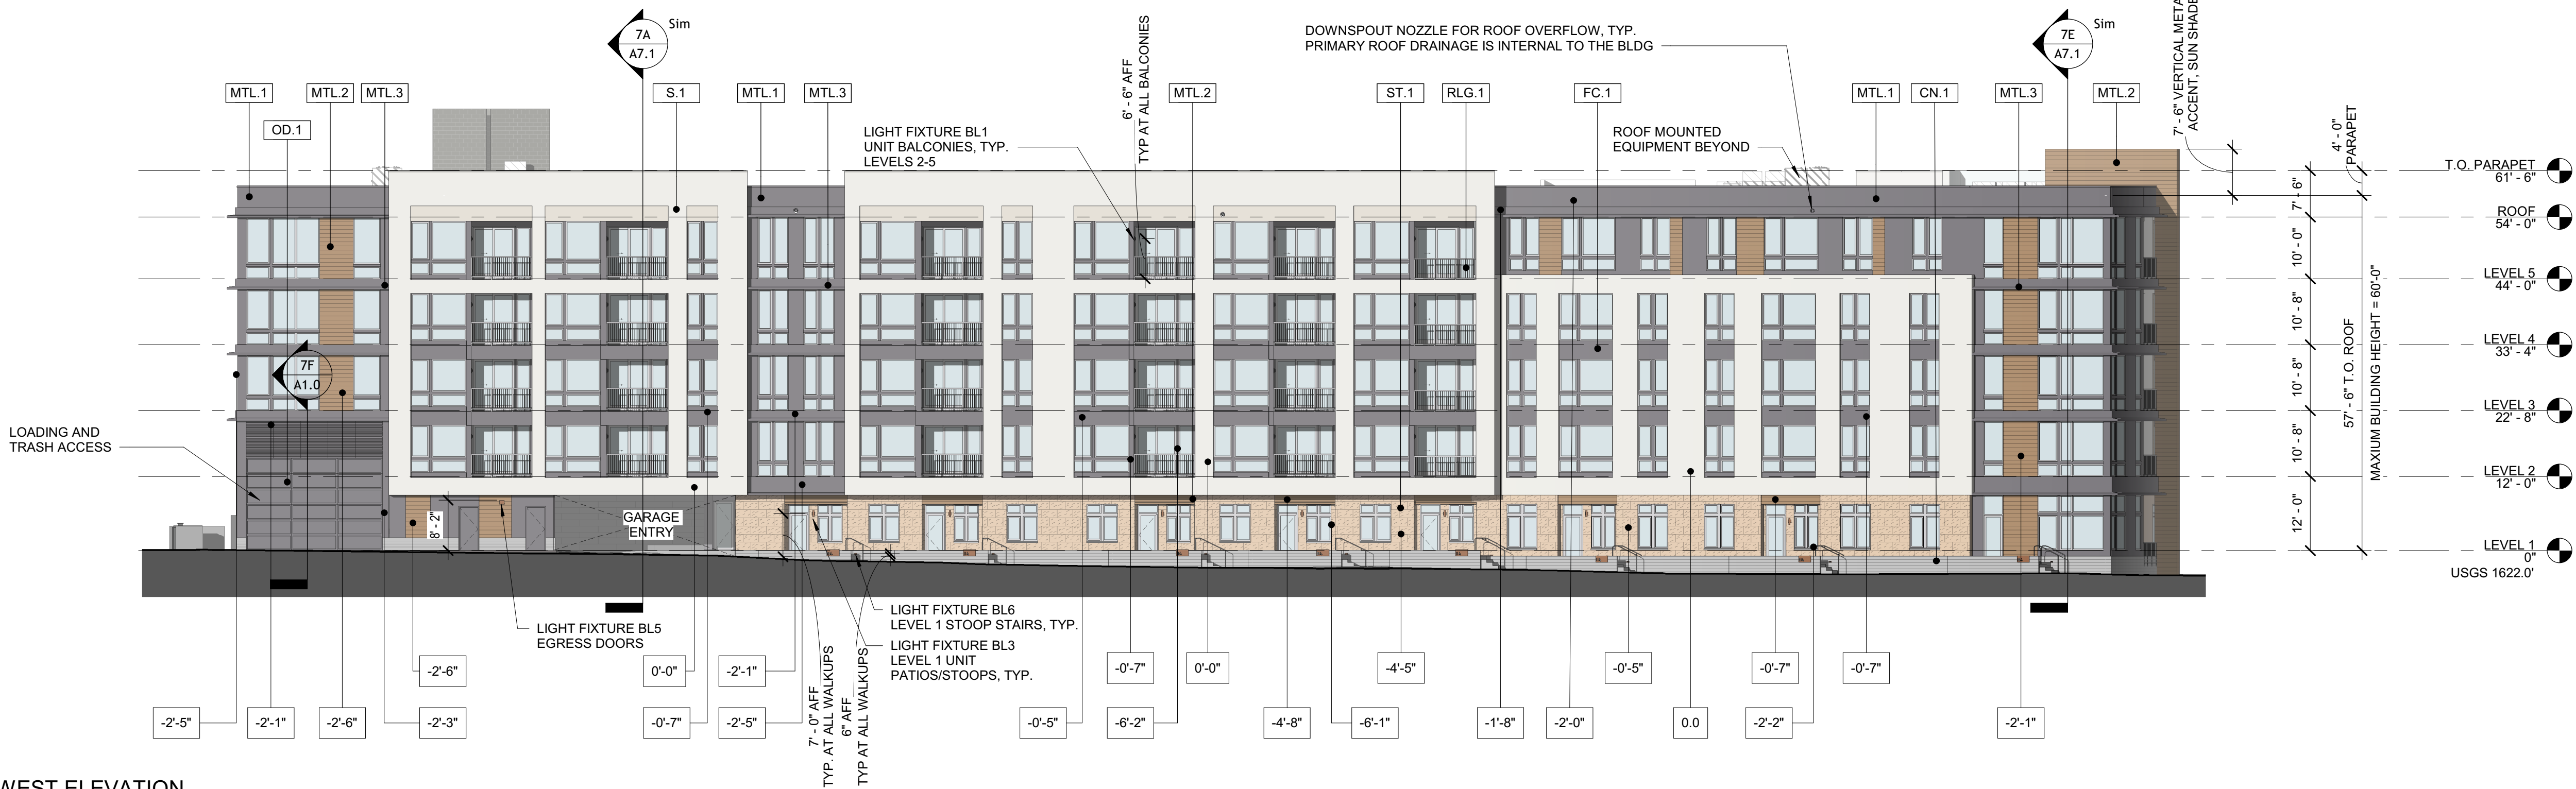 7A
A7.1
Sim
7E
A7.1
Sim
DOWNSPOUT NOZZLE FOR ROOF OVERFLOW, TYP.
PRIMARY ROOF DRAINAGE IS INTERNAL TO THE BLDG
6' - 6" AFF
TYP AT ALL BALCONIES
7' - 6" VERTICAL
ACCENT, SUN SHADE
MTL.1
MTL.2
MTL.3
S.1
MTL.1
MTL.3
MTL.2
ST.1
RLG.1
FC.1
MTL.1
CN.1
MTL.3
MTL.2
OD.1
LIGHT FIXTURE BL1
UNIT BALCONIES, TYP.
LEVELS 2-5
ROOF MOUNTED
EQUIPMENT BEYOND
4' - 0"
PARAPET
T.O. PARAPET
61' - 6"
7' - 6"
ROOF
54' - 0"
10' - 0"
LEVEL 5
44' - 0"
10' - 8"
LEVEL 4
33' - 4"
10' - 8"
LEVEL 3
22' - 8"
10' - 8"
LEVEL 2
12' - 0"
12' - 0"
LEVEL 1
0"
USGS 1622.0'
57' - 6" T.O. ROOF
MAXIUM BUILDING HEIGHT = 60'-0"
7F
A1.0
LOADING AND
TRASH ACCESS
8' - 2"
GARAGE
ENTRY
LIGHT FIXTURE BL5
EGRESS DOORS
LIGHT FIXTURE BL6
LEVEL 1 STOOP STAIRS, TYP.
LIGHT FIXTURE BL3
LEVEL 1 UNIT
PATIOS/STOOPS, TYP.
7' - 0" AFF
TYP. AT ALL WALKUPS
6" AFF
TYP AT ALL WALKUPS
-2'-6"
0'-0"
-2'-1"
-0'-7"
0'-0"
-4'-5"
-0'-5"
-0'-7"
-0'-7"
-2'-5"
-2'-1"
-2'-6"
-2'-3"
-0'-7"
-2'-5"
-0'-5"
-6'-2"
-4'-8"
-6'-1"
-1'-8"
-2'-0"
0.0
-2'-2"
-2'-1"
WEST ELEVATION